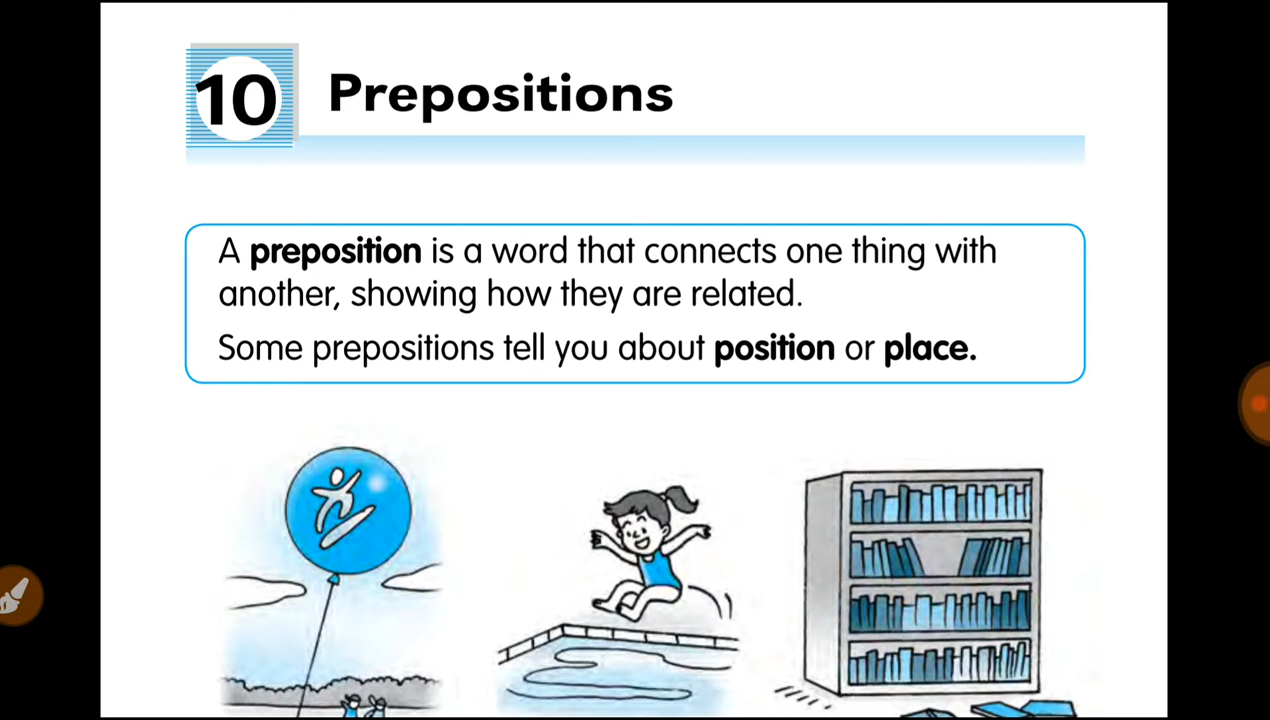 10
Prepositions
A preposition is a word that connects one thing with
another, showing how they are related.
Some prepositions tell you about position or place.